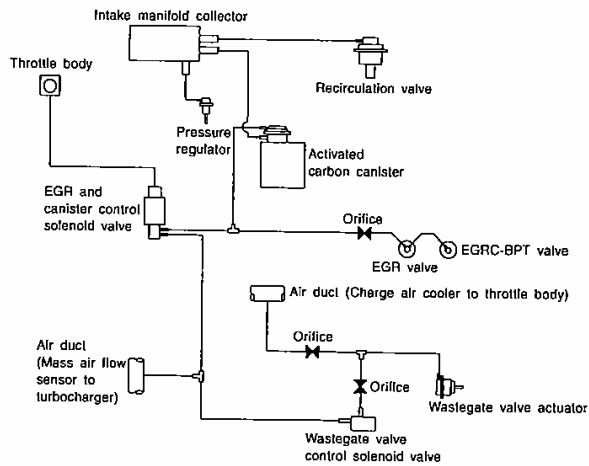 Intake manifold collector
Throttle body
Recirculation valve
Pressure
regulator
Activated
carbon canister
EGR and
canister control
solenoid valve
Orifice
EGRC-BPT valve
EGR valve
Air duct (Charge air cooler to throttle body)
Air duct
(Mass air flow
sensor to
turbocharger)
Orifice
Orifice
Wastegate valve actuator
Wastegate valve
control solenoid valve